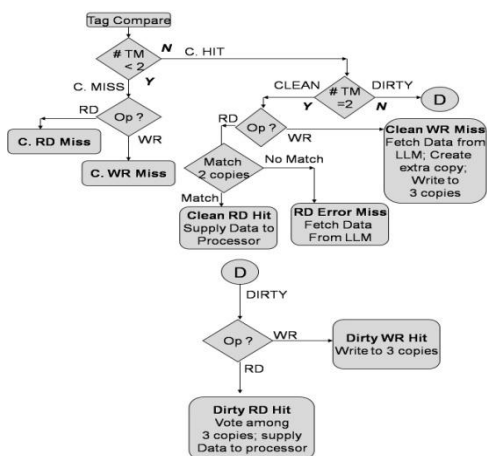 Tag Compare
# TM
< 2
N
C. HIT
C. MISS
Y
CLEAN
Y
# TM
=2
DIRTY
N
D
RD
Op ?
WR
RD
Op ?
WR
C. RD Miss
C. WR Miss
Clean WR Miss
Fetch Data from
LLM; Create
extra copy;
Write to
3 copies
Match
2 copies
No Match
Match
Clean RD Hit
Supply Data to
Processor
RD Error Miss
Fetch Data
From LLM
D
DIRTY
Op ?
WR
Dirty WR Hit
Write to 3 copies
RD
Dirty RD Hit
Vote among
3 copies; supply
Data to processor